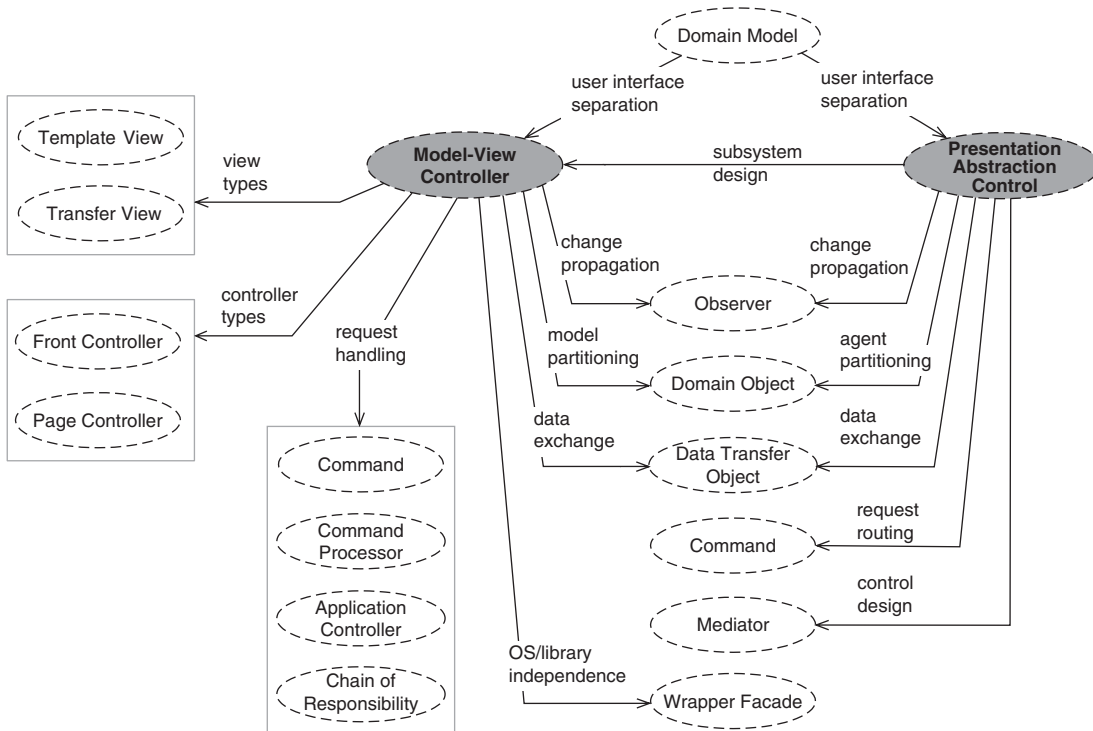 Domain Model
user interface
separation
user interface
separation
Template View
Transfer View
view
types
Model-View
Controller
subsystem
design
Presentation
Abstraction
Control
change
propagation
Observer
change
propagation
controller
types
Front Controller
Page Controller
request
handling
model
partitioning
Domain Object
agent
partitioning
data
exchange
Data Transfer
Object
data
exchange
Command
Command
Processor
Application
Controller
Chain of
Responsibility
Command
request
routing
Mediator
control
design
OS/library
independence
Wrapper Facade